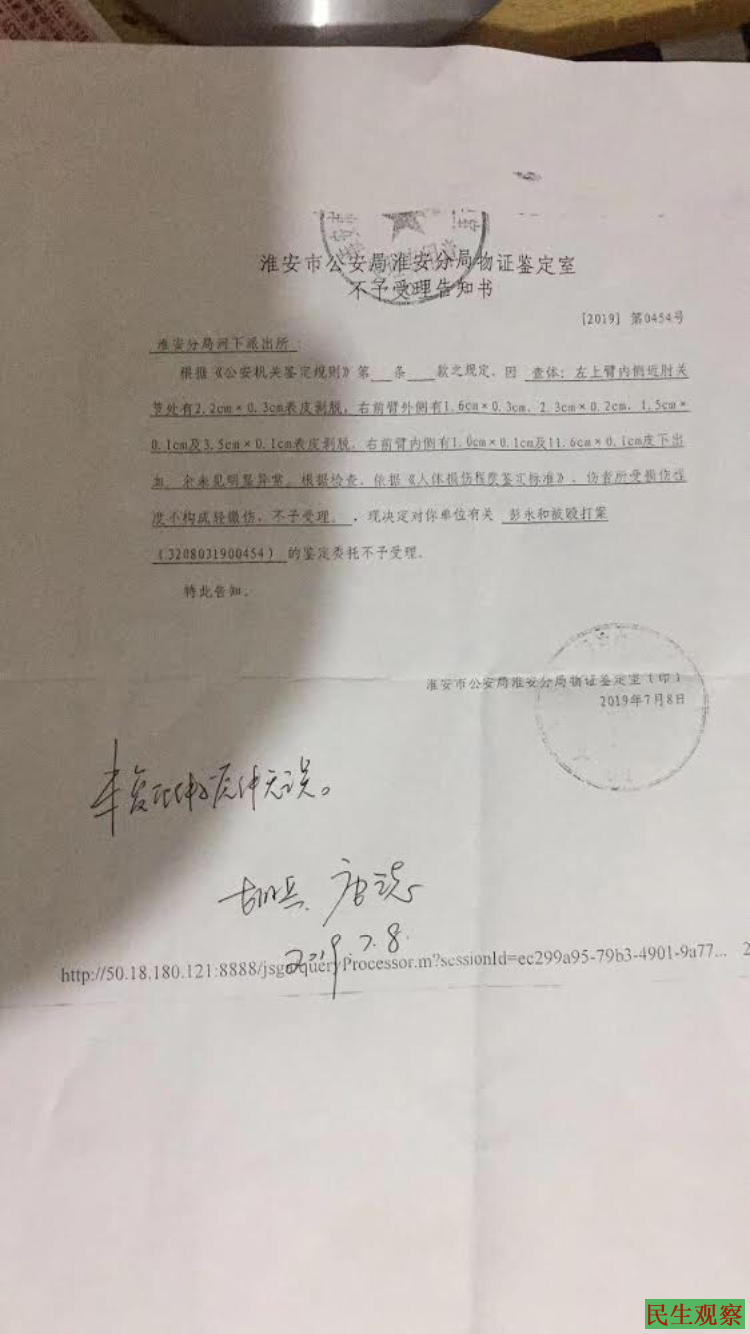 淮安市公安局淮安分局物证鉴定室
不予受理告知书
[2019] 第0454号
淮安分局河下派出所：
根据《公安机关鉴定规则》第__条___款之规定，因 查体：左上臂内侧近肘关
节处有2.2cm×0.3cm表皮剥脱，右前臂外侧有1.6cm×0.3cm、2.3cm×0.2cm、1.5cm×
0.1cm及3.5cm×0.1cm表皮剥脱，右前臂内侧有1.0cm×0.1cm及11.6cm×0.1cm皮下出
血，余未见明显异常。根据检查，依据《人体损伤程度鉴定标准》，伤者所受损伤程
度不构成轻微伤，不予受理。，现决定对你单位有关 彭永和被殴打案
（3208031900454）的鉴定委托不予受理。
特此告知。
淮安市公安局淮安分局物证鉴定室（印）
2019年7月8日
本复印件与原件无误。
2019.7.8.
http://50.18.180.121:8888/jsgz/queryProcessor.m?sessionId=ec299a95-79b3-4901-9a77... 2
民生观察